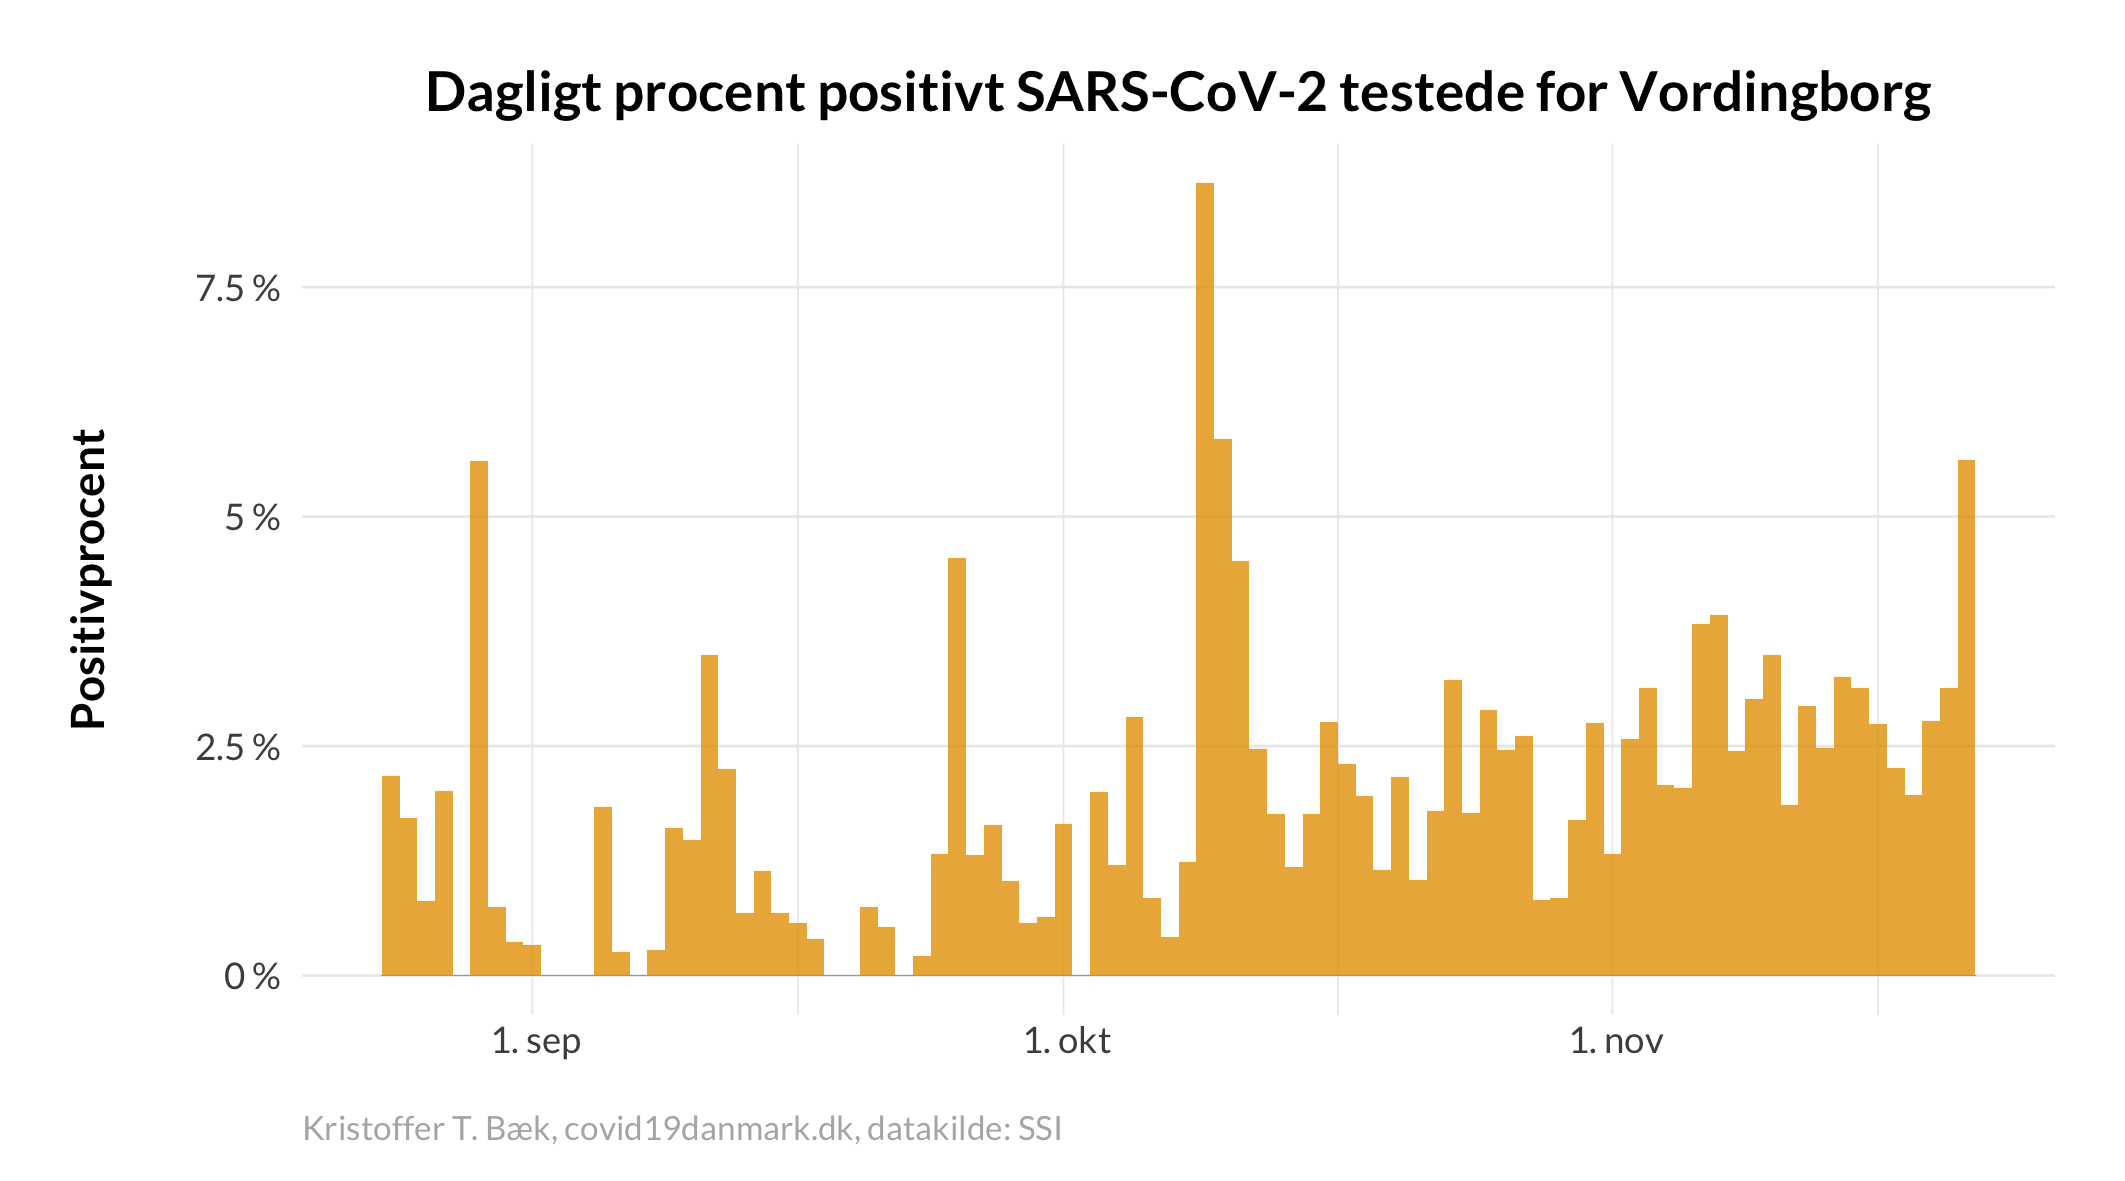 Dagligt procent positivt SARS-CoV-2 testede for Vordingborg
Positivprocent
7.5 %
5 %
2.5 %
0 %
1. sep
1. okt
1. nov
Kristoffer T. Bæk, covid19danmark.dk, datakilde: SSI